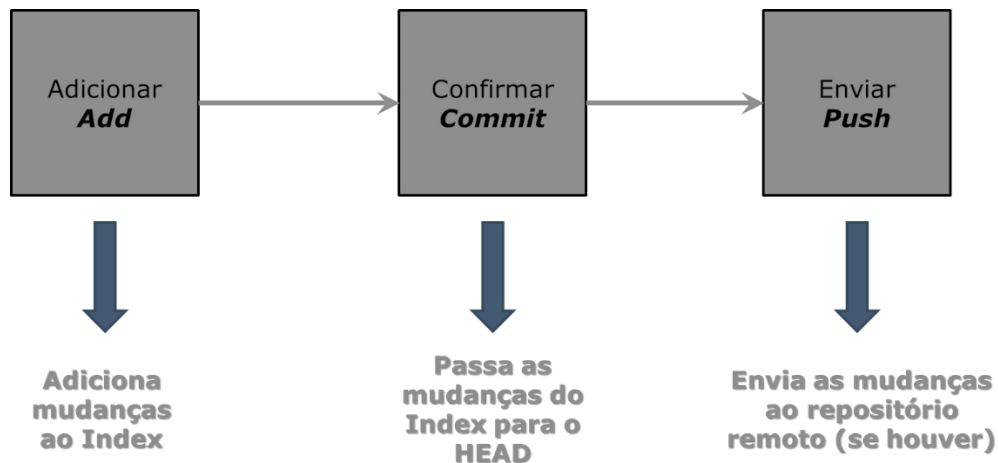 Adicionar
Add
Confirmar
Commit
Enviar
Push
Adiciona
mudanças
ao Index
Passa as
mudanças do
Index para o
HEAD
Envia as mudanças
ao repositório
remoto (se houver)